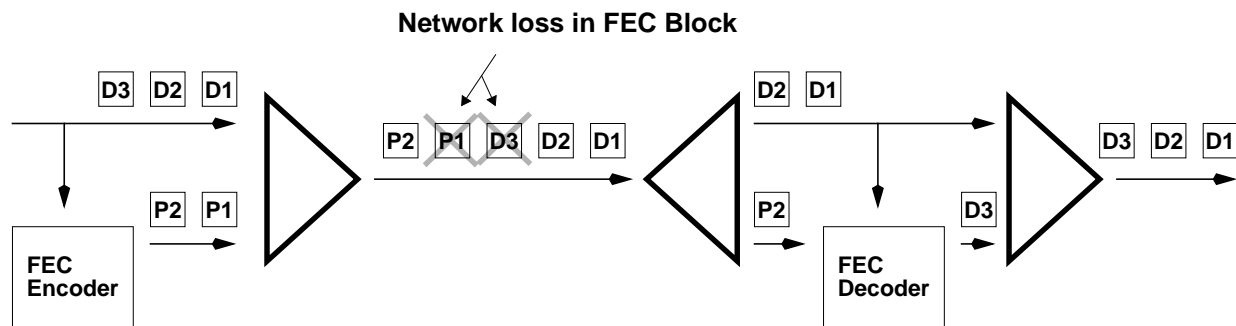 Network loss in FEC Block
D3 D2 D1
D2 D1
P2 P1 D3 D2 D1
D3 D2 D1
P2 P1
P2
D3
FEC
Encoder
FEC
Decoder